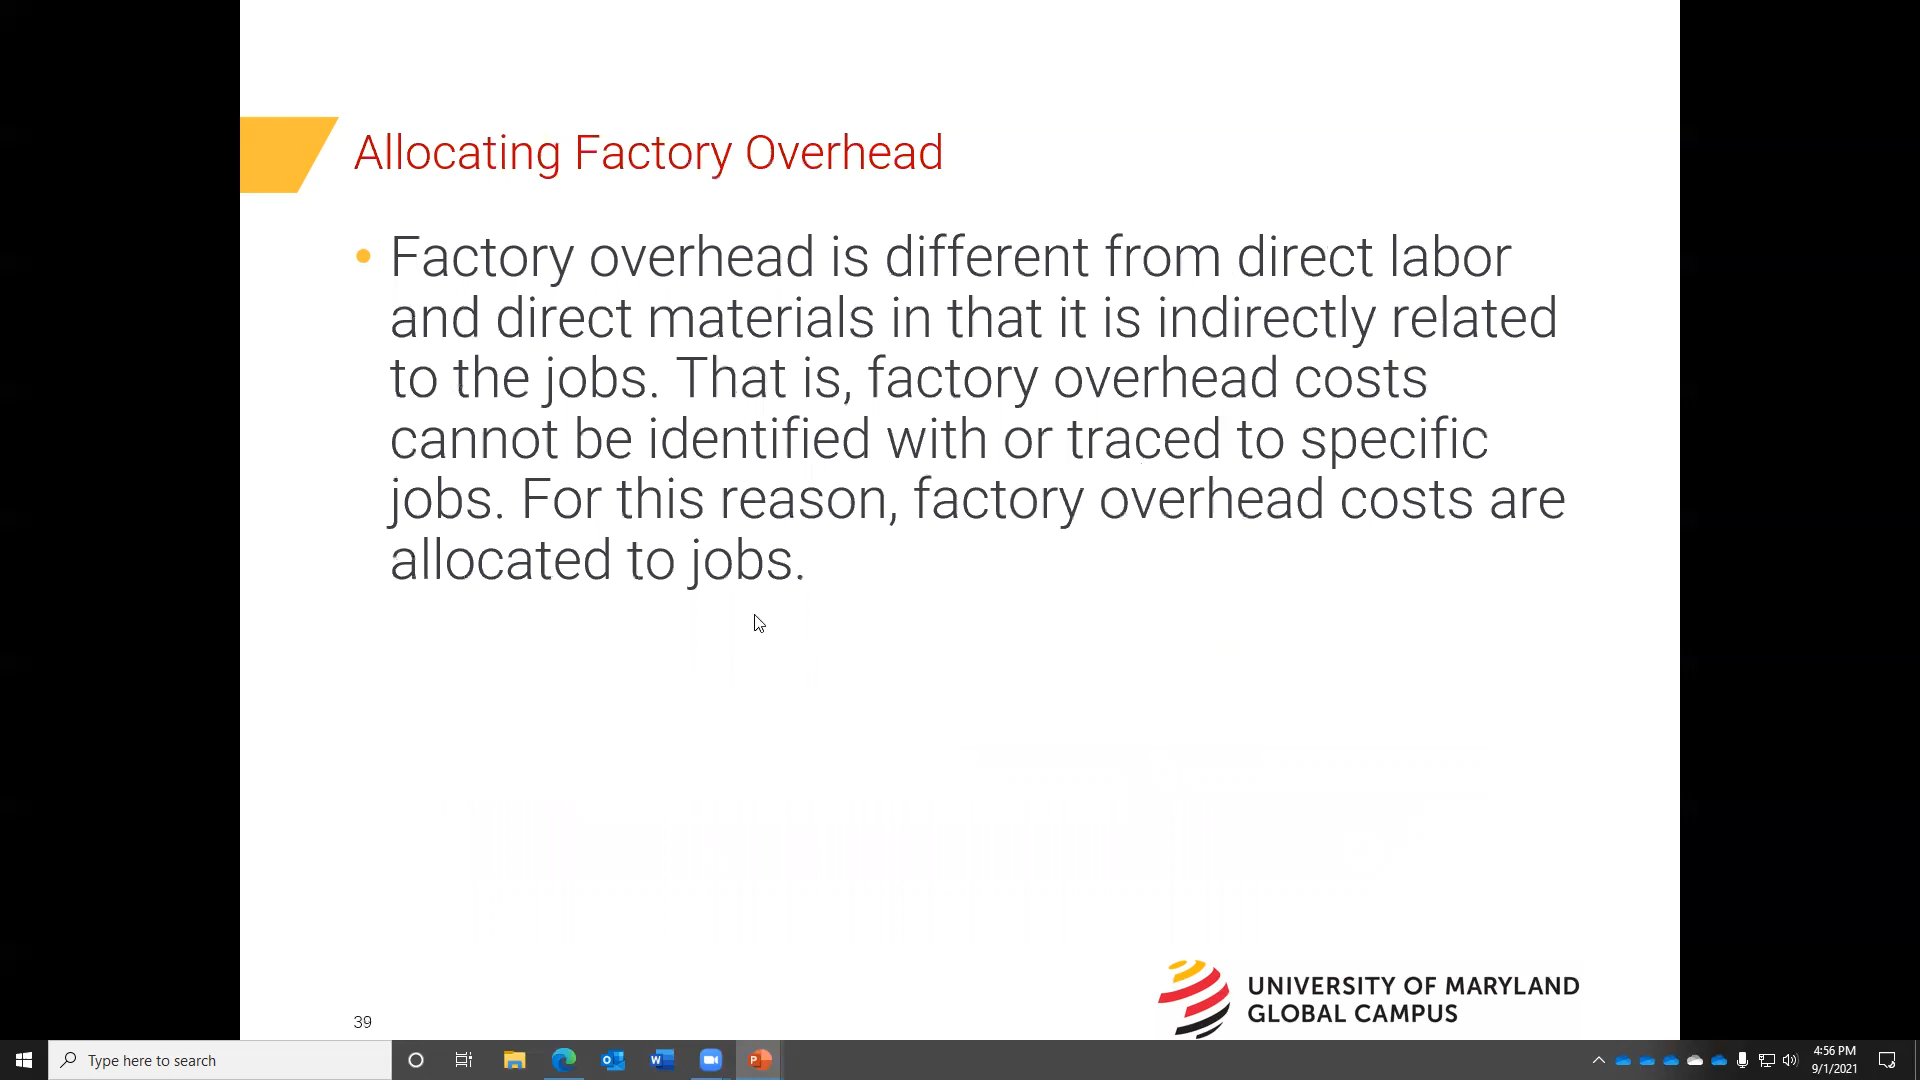 Allocating Factory Overhead
• Factory overhead is different from direct labor
and direct materials in that it is indirectly related
to the jobs. That is, factory overhead costs
cannot be identified with or traced to specific
jobs. For this reason, factory overhead costs are
allocated to jobs.
UNIVERSITY OF MARYLAND
GLOBAL CAMPUS
39
Type here to search
4:56 PM
9/1/2021